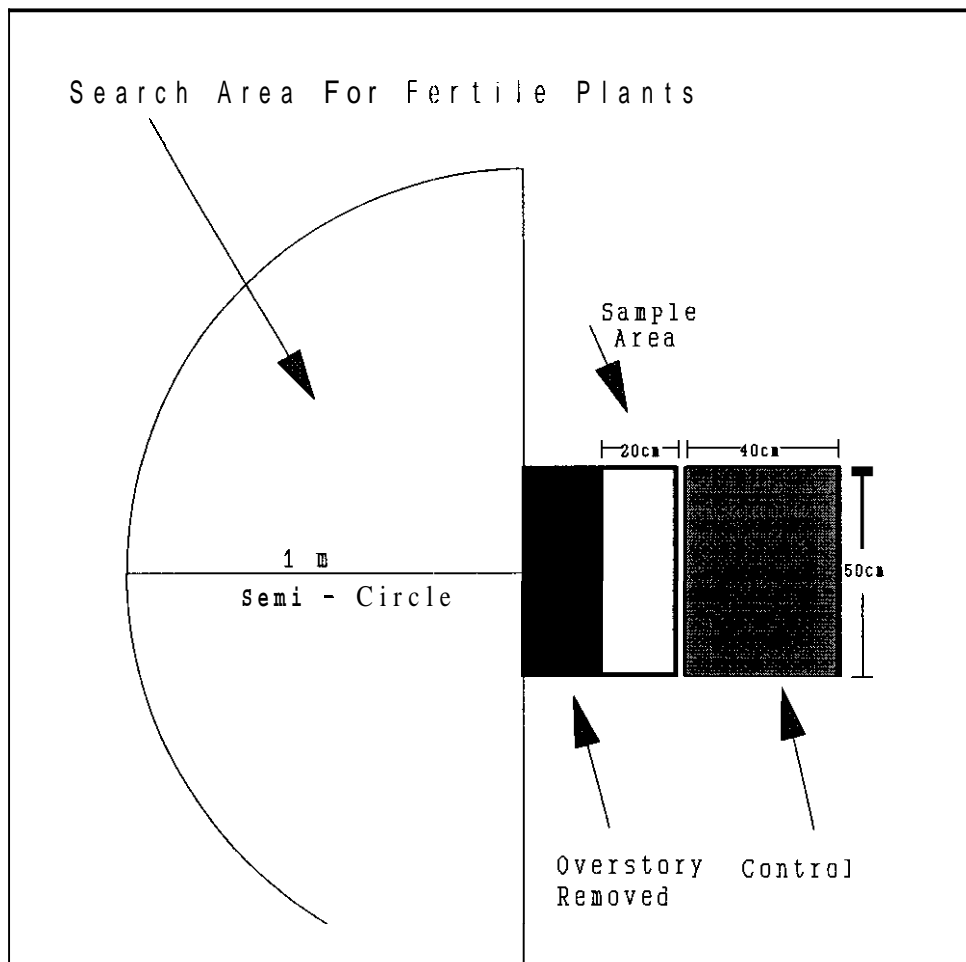 Search Area For Fertile Plants
Sample
Area
20cm
40cm
1 m
50cm
Semi - Circle
Overstory
Removed
Control